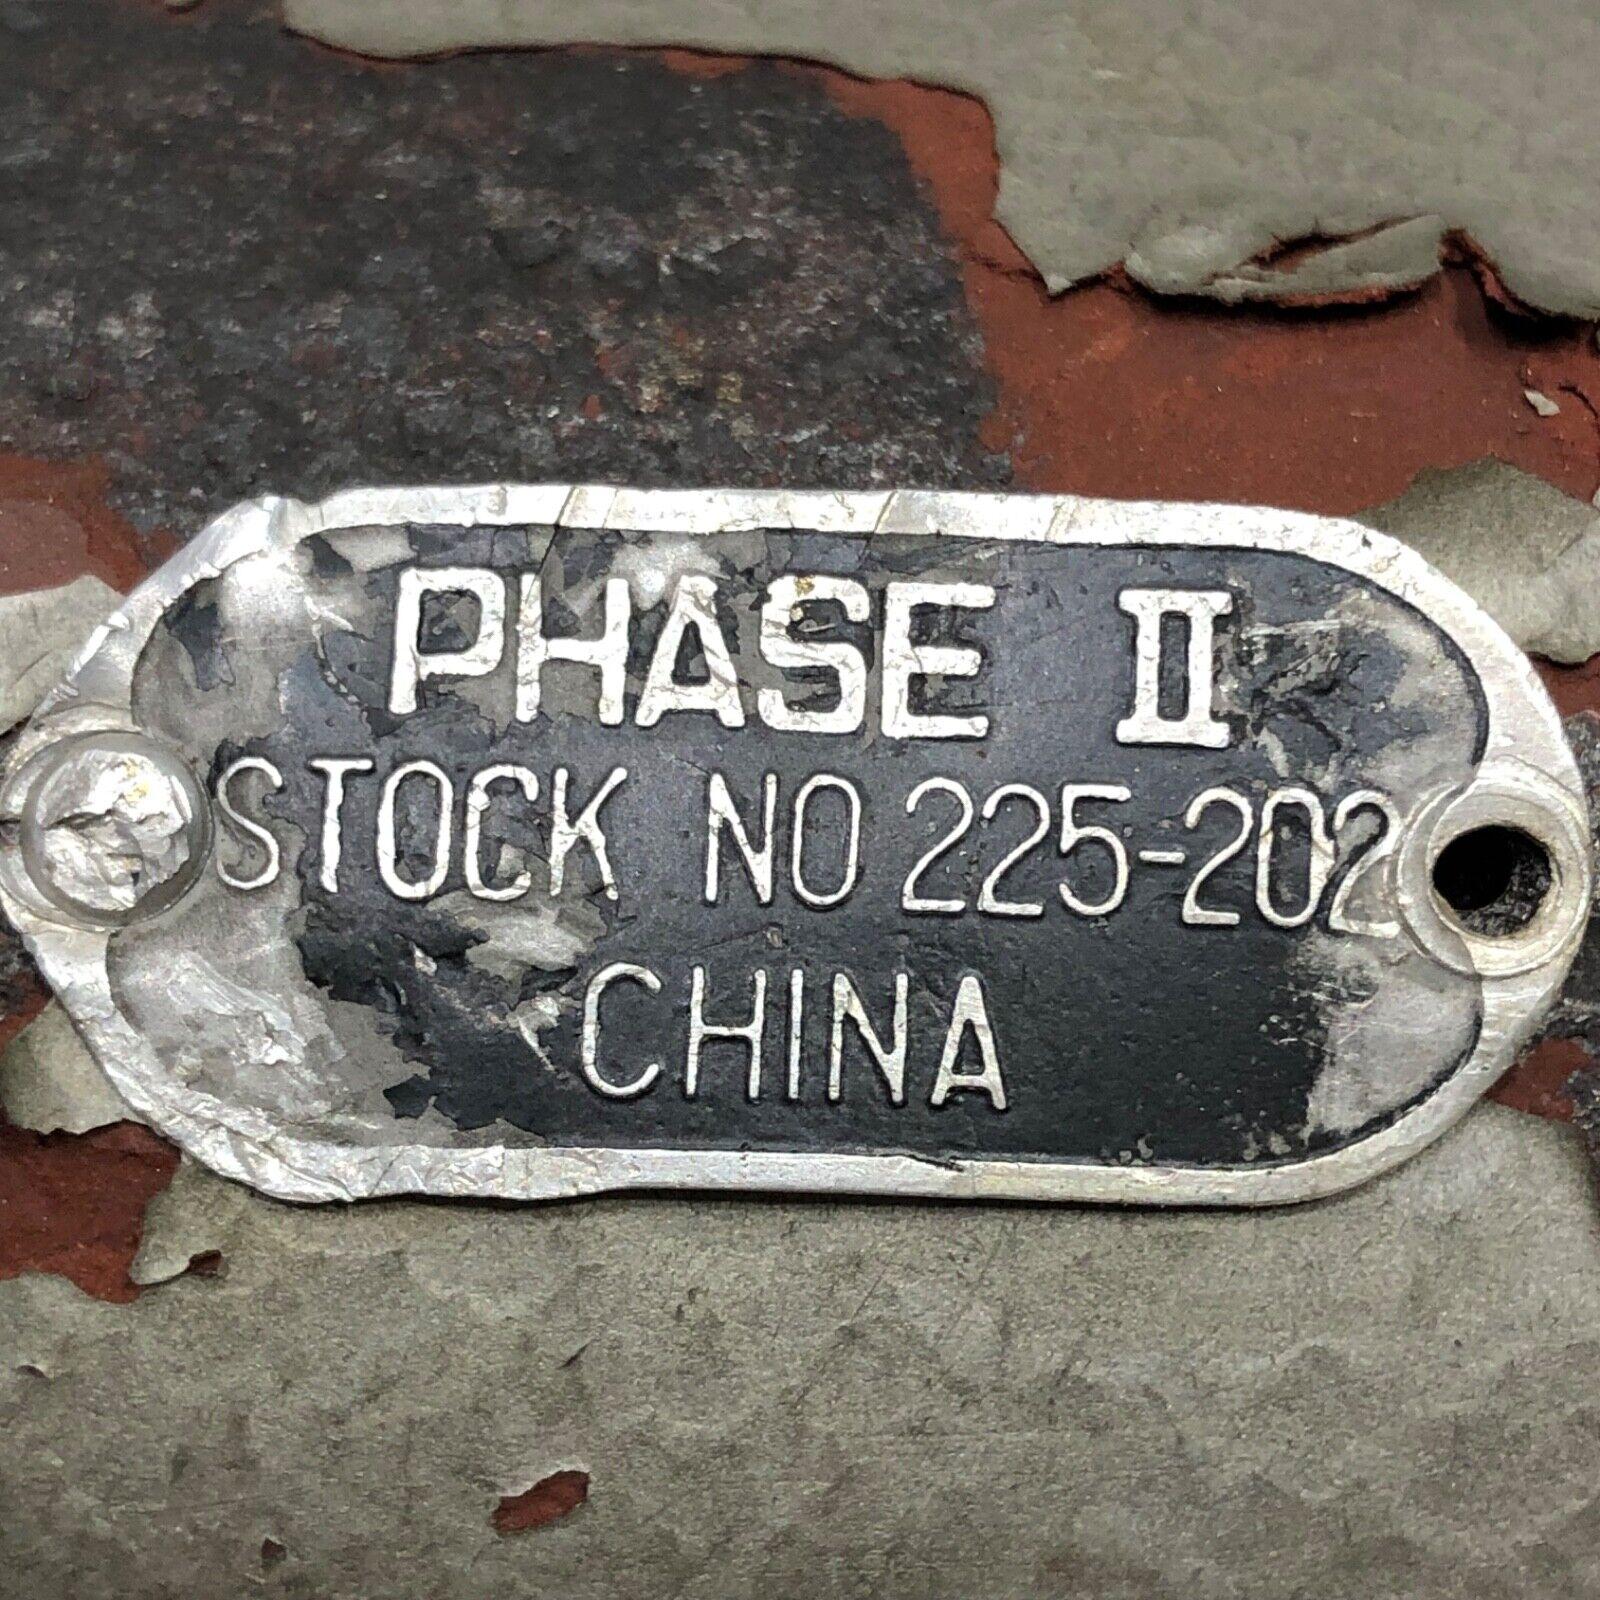 PHASE II
STOCK NO 225-202
CHINA